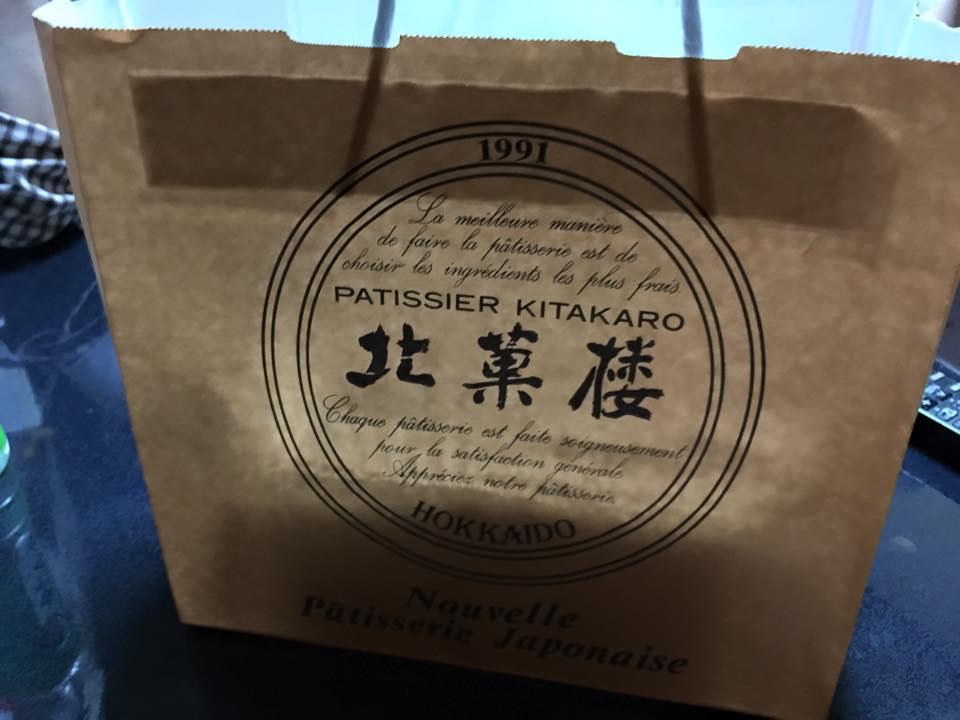 1991
La meilleure manière
de faire la pâtisserie est de
choisir les ingrédients les plus frais.
PATISSIER KITAKARO
北菓楼
Chaque pâtisserie est faite soigneusement
pour la satisfaction générale
Appréciez notre pâtisserie.
HOKKAIDO
Nouvelle
Pâtisserie Japonaise